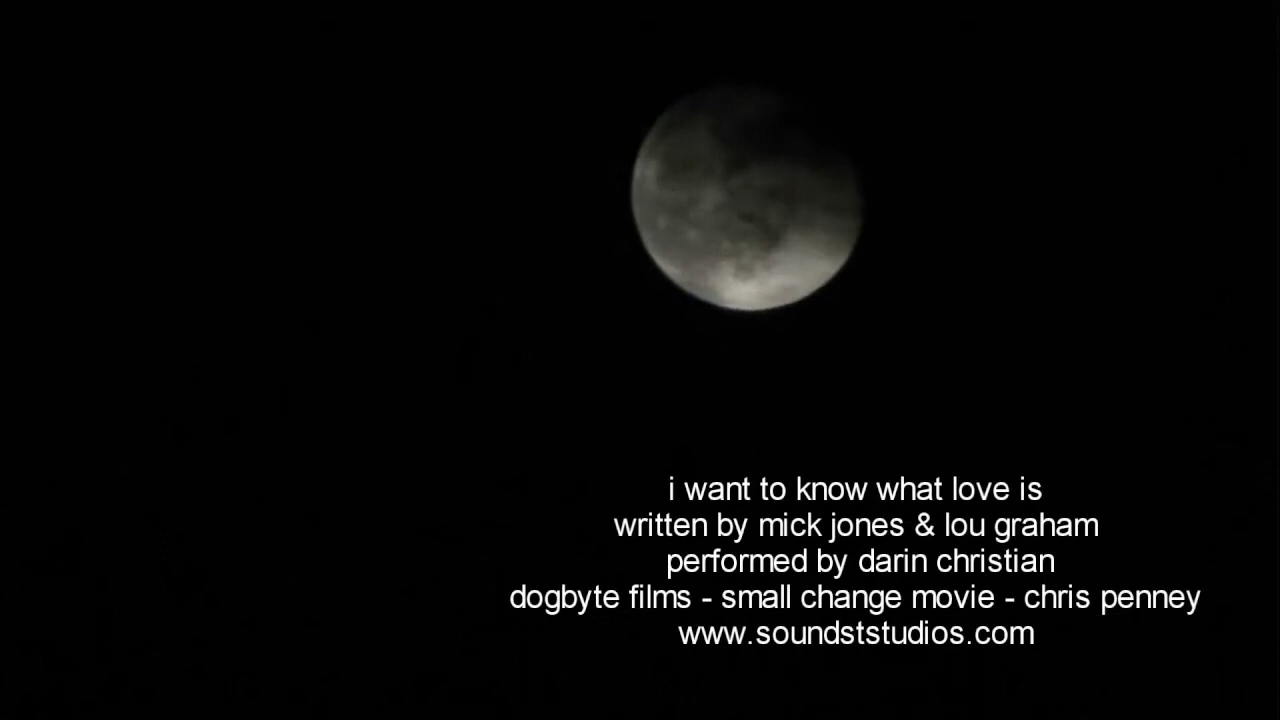 i want to know what love is
written by mick jones & lou graham
performed by darin christian
dogbyte films - small change movie - chris penney
www.soundststudios.com